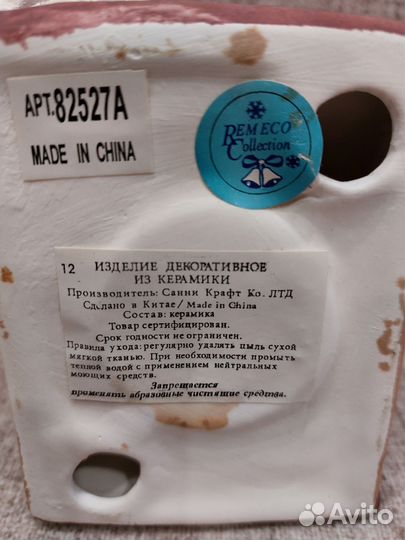 АРТ.82527A
MADE IN CHINA
REMECO
Collection
12 ИЗДЕЛИЕ ДЕКОРАТИВНОЕ
ИЗ КЕРАМИКИ
Производитель: Санни Крафт Ко. ЛТД
Сделано в Китае/ Made in China
Состав: керамика
Товар сертифицирован.
Срок годности не ограничен.
Правила ухода: регулярно удалять пыль сухой
мягкой тканью. При необходимости промыть
теплой водой с применением нейтральных
моющих средств.
Запрещается
применять абразивные чистящие средства.
Avito